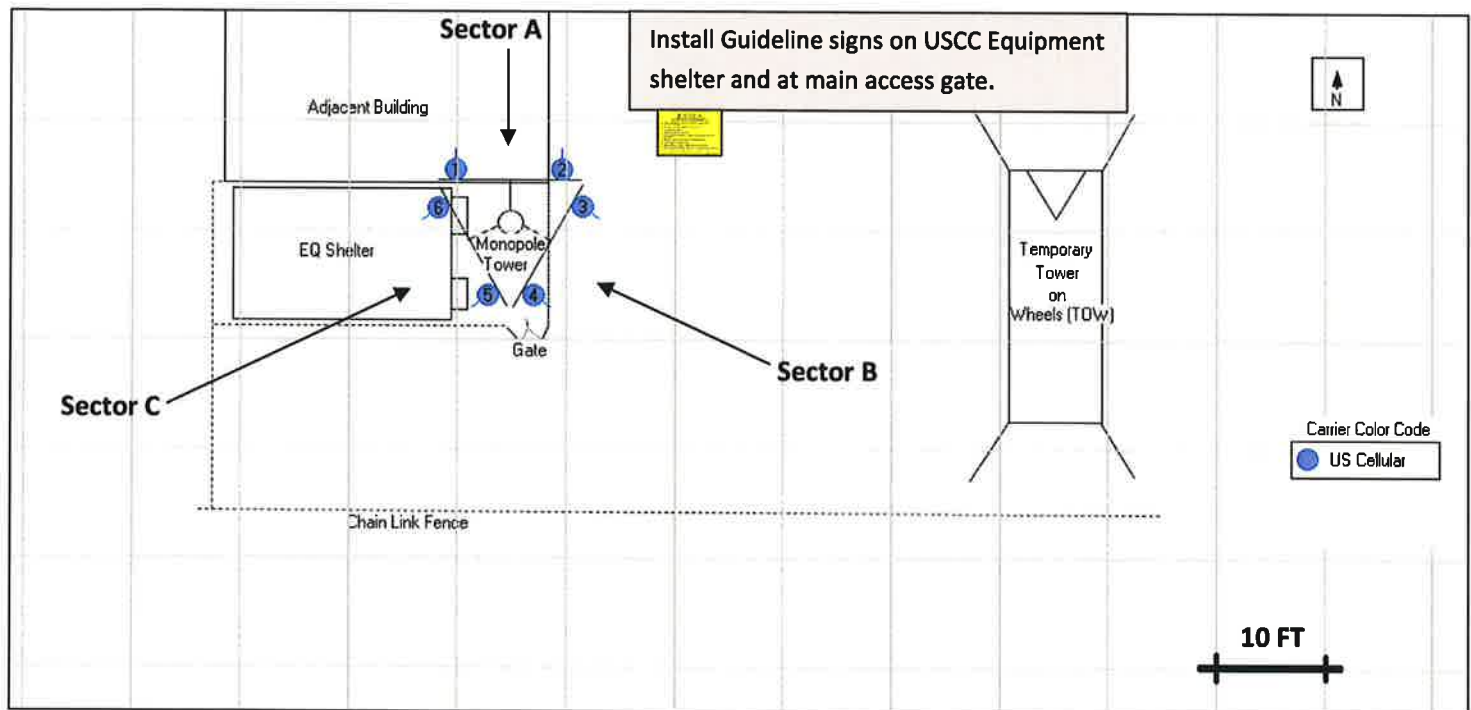 Sector A
Install Guideline signs on USCC Equipment
shelter and at main access gate.
N
Adjacent Building
1
2
6
3
EQ Shelter
Monopole
Tower
5
4
Gate
Temporary
Tower
on
Wheels (TOW)
Sector B
Sector C
Carrier Color Code
US Cellular
Chain Link Fence
10 FT